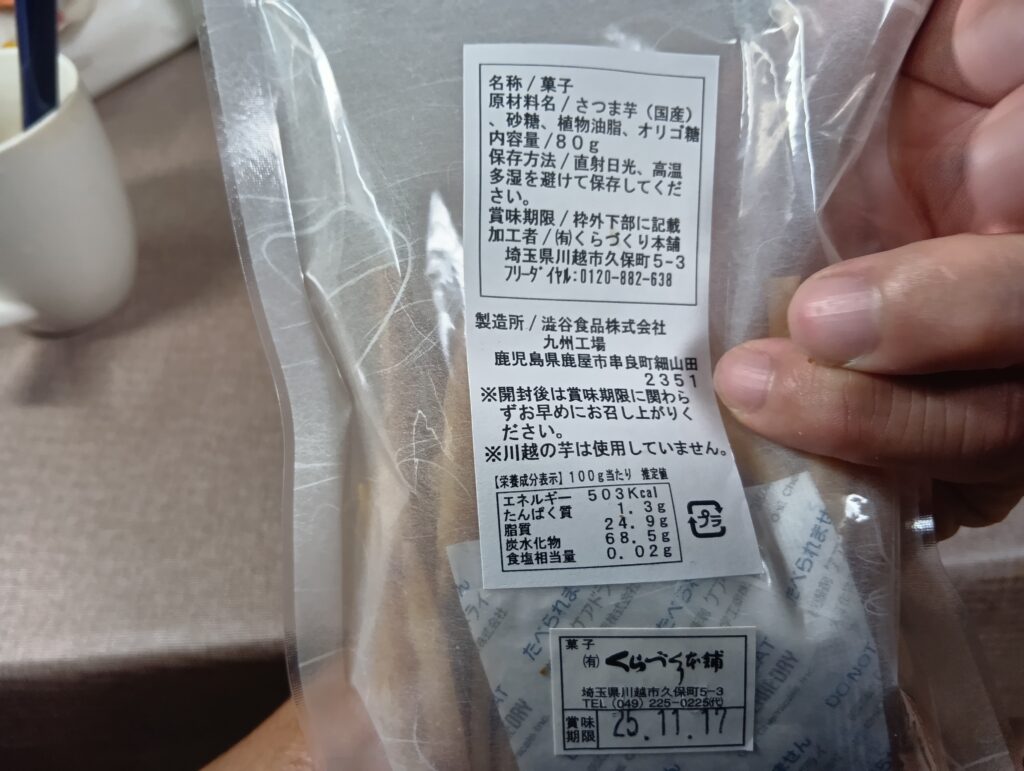 名称/菓子
原材料名/さつま芋（国産）
、砂糖、植物油脂、オリゴ糖
内容量/80g
保存方法/直射日光、高温
多湿を避けて保存してくだ
さい。
賞味期限/枠外下部に記載
加工者/㈲くらづくり本舗
埼玉県川越市久保町5-3
ﾌﾘｰﾀﾞｲﾔﾙ:0120-882-638
製造所/澁谷食品株式会社
九州工場
鹿児島県鹿屋市串良町細山田
2351
※開封後は賞味期限に関わら
ずお早めにお召し上がりく
ださい。
※川越の芋は使用していません。
【栄養成分表示】100g当たり 推定値
エネルギー 503Kcal
たんぱく質 1.3g
脂質 24.9g
炭水化物 68.5g
食塩相当量 0.02g
プラ
たべられません
DO NOT
菓子
㈲くらづくり本舗
埼玉県川越市久保町5-3
TEL (049) 225-0225㈹
賞味期限 25.11.17